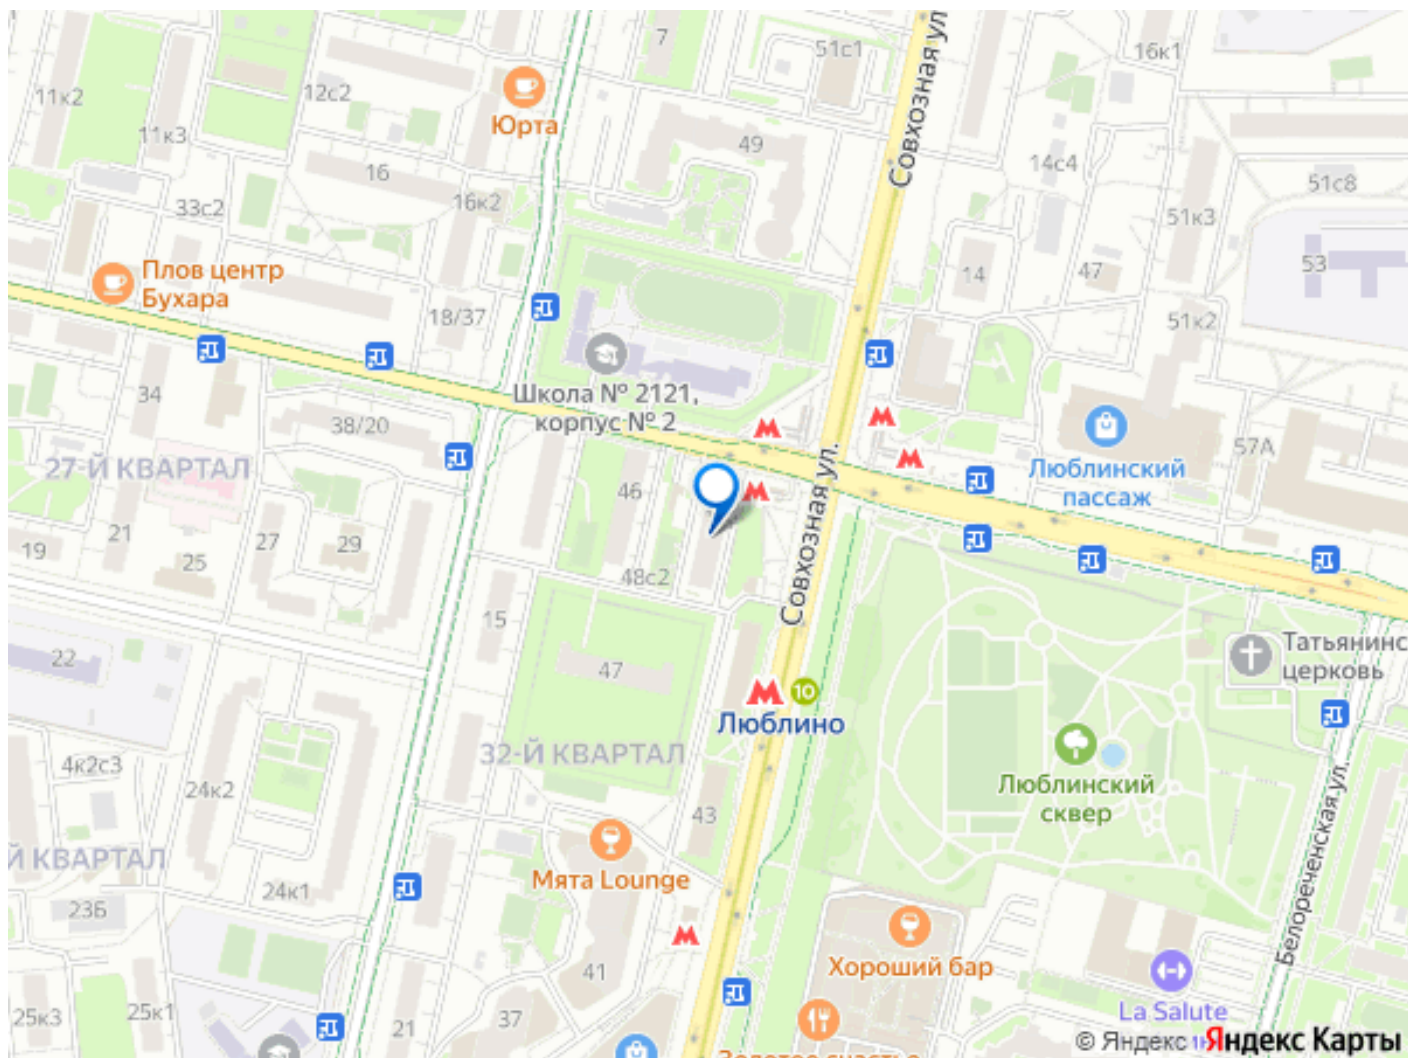 7
51с1
16к1
Совхозная ул.
11к2
12с2
Юрта
11к3
49
16
14с4
51с8
33с2
16к2
51к3
53
Плов центр
Бухара
14
47
18/37
51к2
Школа № 2121,
корпус № 2
34
38/20
57А
27-Й КВАРТАЛ
Люблинский
пассаж
46
21
27
29
19
25
48с2
Совхозная ул.
15
22
47
Татьянинс
церковь
10
Люблино
32-Й КВАРТАЛ
4к2с3
24к2
Люблинский
сквер
43
Белореченская ул.
Й КВАРТАЛ
Мята Lounge
24к1
23Б
Хороший бар
41
La Salute
25к3
25к1
21
37
© Яндекс
Яндекс Карты
Золотое счастье